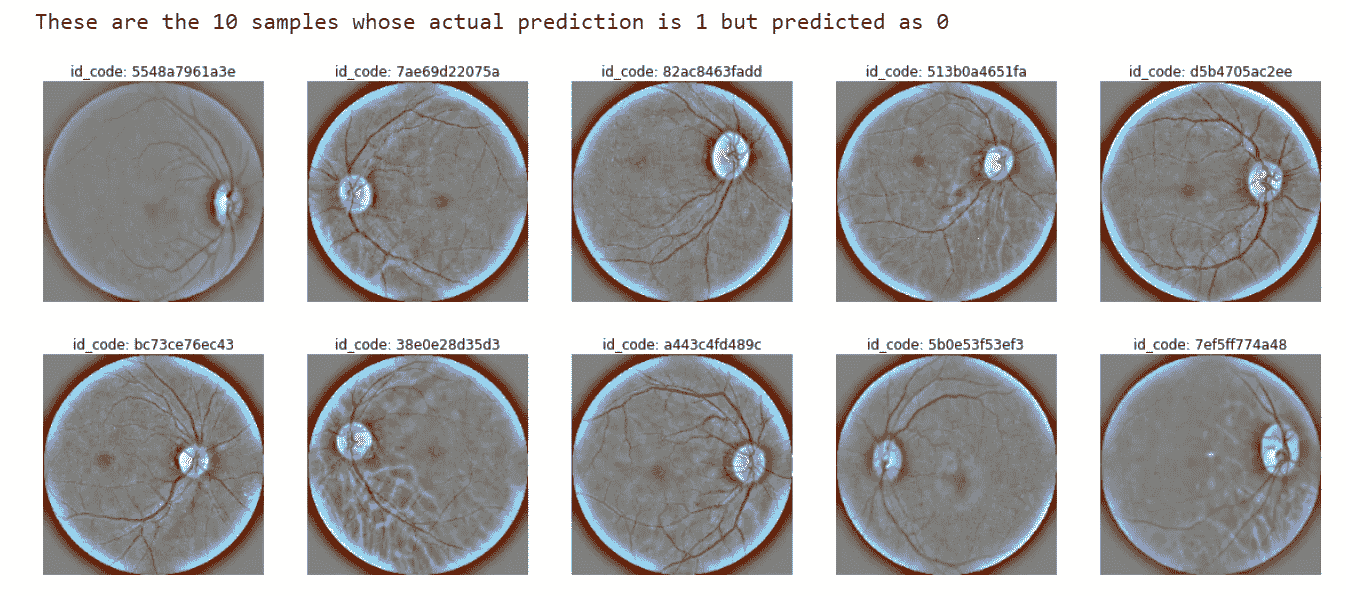 These are the 10 samples whose actual prediction is 1 but predicted as 0
id_code: 5548a7961a3e
id_code: 7ae69d22075a
id_code: 82ac8463fadd
id_code: 513b0a4651fa
id_code: d5b4705ac2ee
id_code: bc73ce76ec43
id_code: 38e0e28d35d3
id_code: a443c4fd489c
id_code: 5b0e53f53ef3
id_code: 7ef5ff774a48